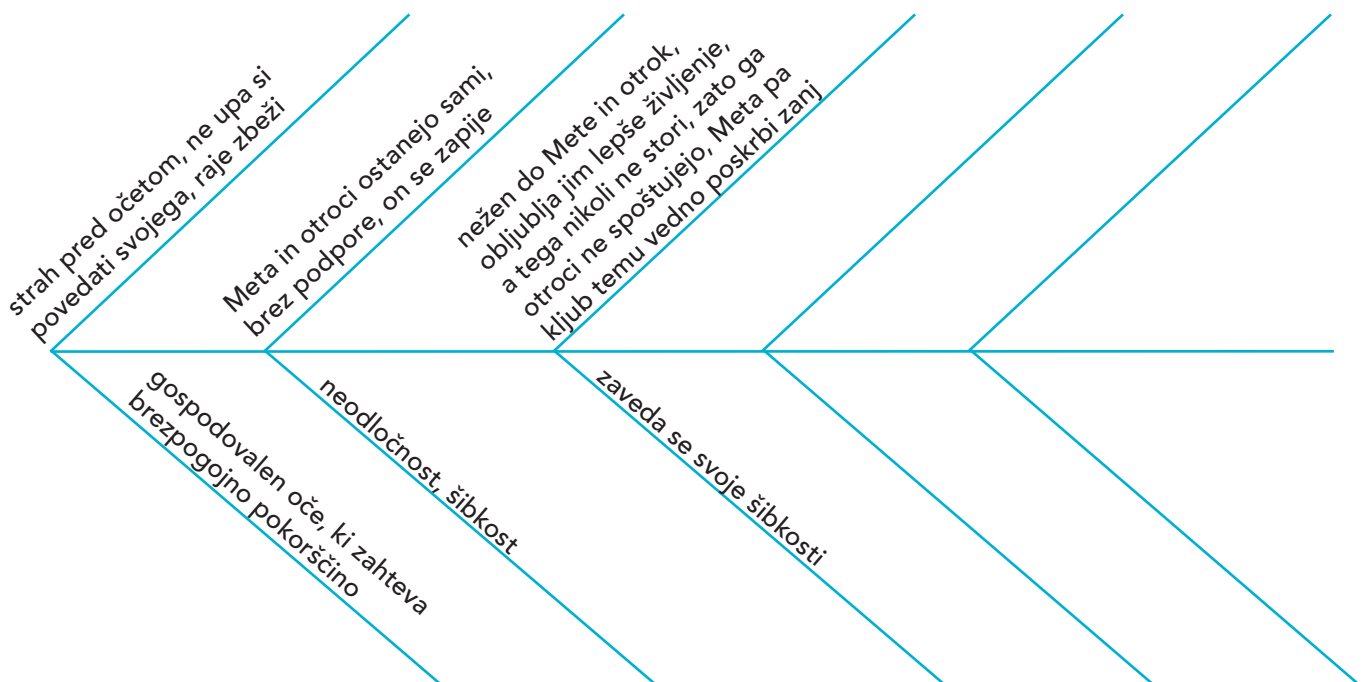 strah pred očetom, ne upa si
povedati svojega, raje zbeži
Meta in otroci ostanejo sami,
brez podpore, on se zapije
nežen do Mete in otrok,
obljublja jim lepše življenje,
a tega nikoli ne stori, zato ga
otroci ne spoštujejo, Meta pa
kljub temu vedno poskrbi zanj
gospodovalen oče, ki zahteva
brezpogojno pokorščino
neodločnost, šibkost
zaveda se svoje šibkosti